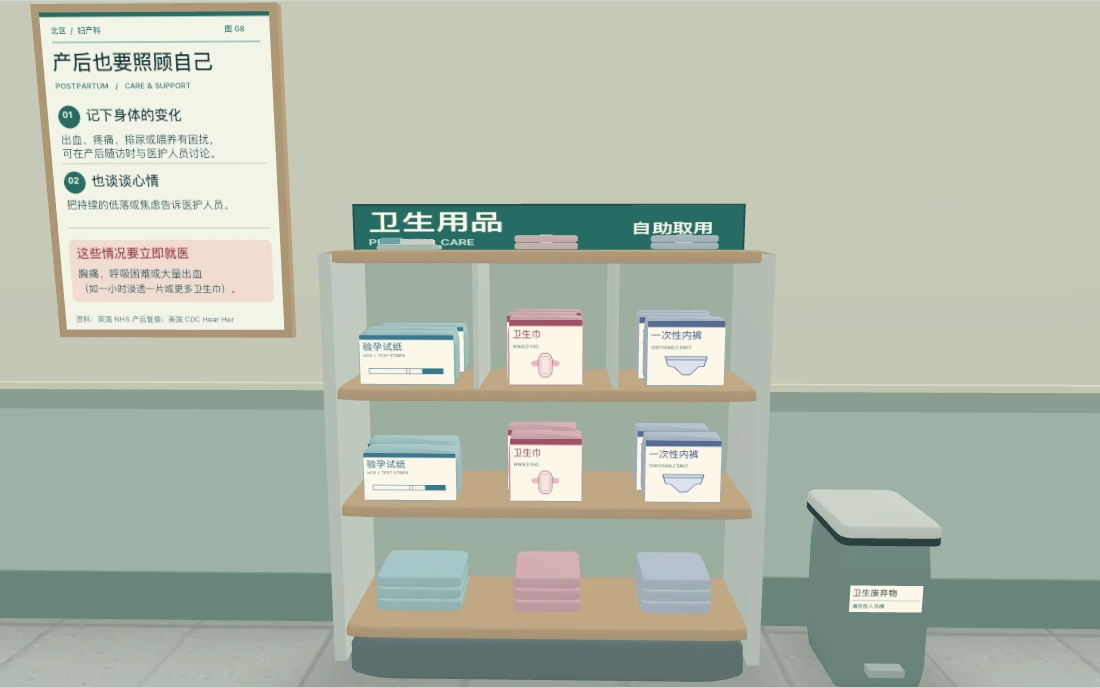 北区 / 妇产科
图 08
产后也要照顾自己
POSTPARTUM / CARE & SUPPORT
01 记下身体的变化
出血、疼痛、排尿或喂养有困扰，
可在产后随访时与医护人员讨论。
02 也谈谈心情
把持续的低落或焦虑告诉医护人员。
这些情况要立即就医
胸痛、呼吸困难或大量出血
（如一小时浸透一片或更多卫生巾）。
资料：英国 NHS 产后复查；美国 CDC Hear Her
卫生用品
自助取用
CARE
验孕试纸
HCG / TEST STRIPS
卫生巾
WINGED PAD
一次性内裤
DISPOSABLE BRIEF
验孕试纸
HCG / TEST STRIPS
卫生巾
WINGED PAD
一次性内裤
DISPOSABLE BRIEF
卫生废弃物